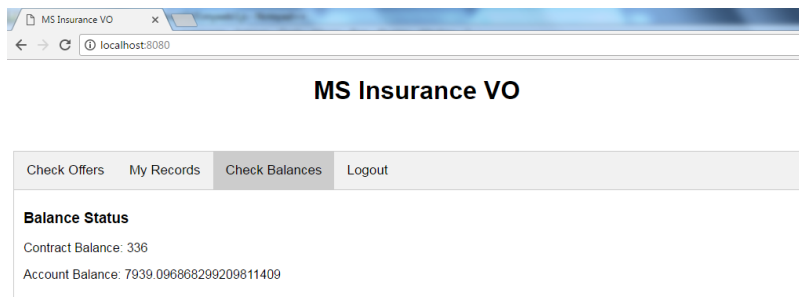 MS Insurance VO
localhost:8080
MS Insurance VO
Check Offers My Records Check Balances Logout
Balance Status
Contract Balance: 336
Account Balance: 7939.096868299209811409